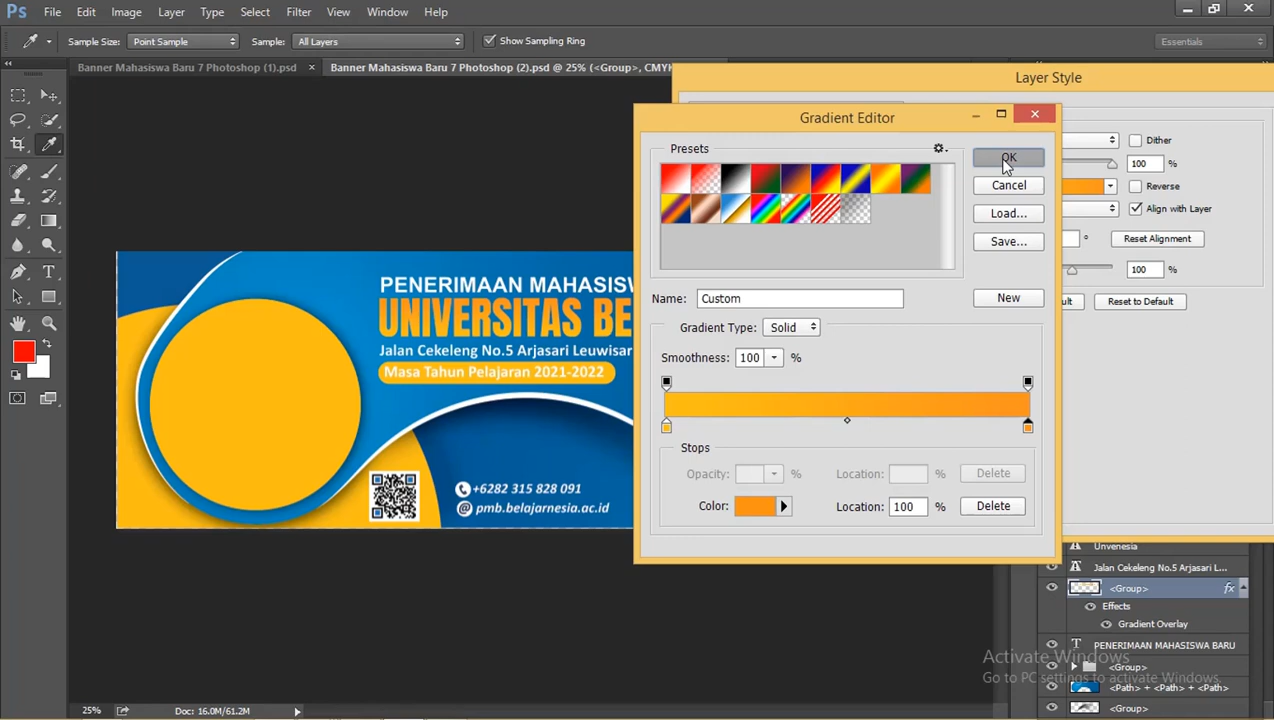 Ps File Edit Image Layer Type Select Filter View Window Help
Sample Size: Point Sample Sample: All Layers Show Sampling Ring Essentials
Banner Mahasiswa Baru 7 Photoshop (1).psd × Banner Mahasiswa Baru 7 Photoshop (2).psd @ 25% (<Group>, CMYK
Layer Style
Gradient Editor
Presets
OK
Cancel
Load...
Save...
Name: Custom
New
Gradient Type: Solid
Smoothness: 100 %
Stops
Opacity: % Location: % Delete
Color: Location: 100 % Delete
Dither
100 %
Reverse
Align with Layer
° Reset Alignment
100 %
Reset to Default
PENERIMAAN MAHASISW
UNIVERSITAS BE
Jalan Cekeleng No.5 Arjasari Leuwisar
Masa Tahun Pelajaran 2021-2022
+6282 315 828 091
@ pmb.belajarnesia.ac.id
Unvenesia
Jalan Cekeleng No.5 Arjasari L...
<Group> fx
Effects
Gradient Overlay
T PENERIMAAN MAHASISWA BARU
<Group>
<Path> + <Path> + <Path>
<Group>
Activate Windows
Go to PC settings to activate Windows.
25% Doc: 16.0M/61.2M